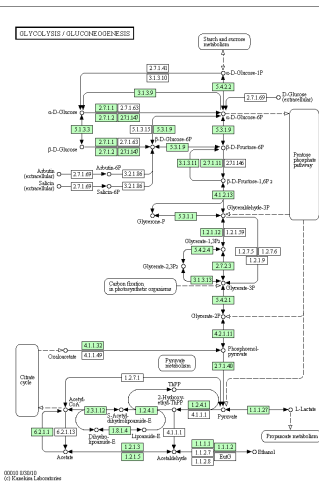 GLYCOLYSIS / GLUCONEOGENESIS
Starch and sucrose
metabolism
2.7.1.41
3.1.3.10
α-D-Glucose-1P
3.1.3.9
5.4.2.2
2.7.1.69
D-Glucose
(extracellular)
α-D-Glucose
2.7.1.1
2.7.1.63
2.7.1.2
2.7.1.147
α-D-Glucose-6P
5.1.3.3
5.3.1.9
5.3.1.9
β-D-Glucose-6P
β-D-Glucose
2.7.1.1
2.7.1.63
2.7.1.2
2.7.1.147
5.3.1.9
β-D-Fructose-6P
Pentose
phosphate
pathway
3.1.3.11
2.7.1.11
2.7.1.146
Arbutin
(extracellular)
2.7.1.69
Arbutin-6P
3.2.1.86
Salicin
(extracellular)
2.7.1.69
Salicin-6P
3.2.1.86
β-D-Fructose-1,6P2
4.1.2.13
Glyceraldehyde-3P
Glycerone-P
5.3.1.1
1.2.1.12
1.2.1.59
Glycerate-1,3P2
5.4.2.4
1.2.7.5
1.2.7.6
1.2.1.9
Glycerate-2,3P2
2.7.2.3
3.1.3.13
Carbon fixation
in photosynthetic organisms
Glycerate-3P
5.4.2.1
Glycerate-2P
4.2.1.11
4.1.1.32
4.1.1.49
Oxaloacetate
Phosphoenol-
pyruvate
Pyruvate
metabolism
2.7.1.40
Citrate
cycle
1.2.7.1
ThPP
Acetyl-
CoA
2.3.1.12
1.2.4.1
2-Hydroxy-
ethyl-ThPP
1.2.4.1
4.1.1.1
Pyruvate
1.1.1.27
L-Lactate
S-Acetyl-
dihydrolipoamide-E
1.8.1.4
Dihydro-
lipoamide-E
Lipoamide-E
Propanoate metabolism
6.2.1.1
6.2.1.13
4.1.1.1
Acetate
1.2.1.3
1.2.1.5
Acetaldehyde
1.1.1.1
1.1.1.2
1.1.2.7
EutG
1.1.2.8
Ethanol
00010 8/30/10
(c) Kanehisa Laboratories